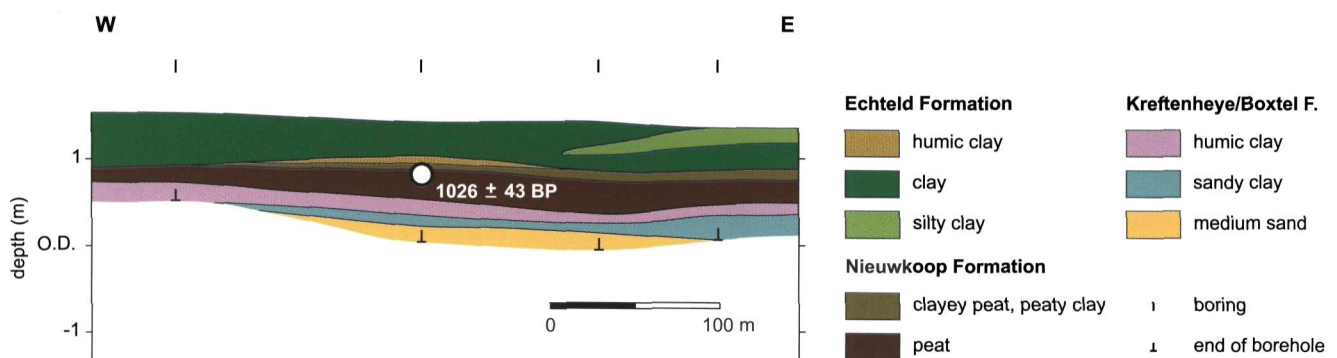 W
E
1
O.D.
-1
depth (m)
1026 ± 43 BP
0
100 m
Echteld Formation
humic clay
clay
silty clay
Nieuwkoop Formation
clayey peat, peaty clay
peat
Kreftenheye/Boxtel F.
humic clay
sandy clay
medium sand
boring
end of borehole